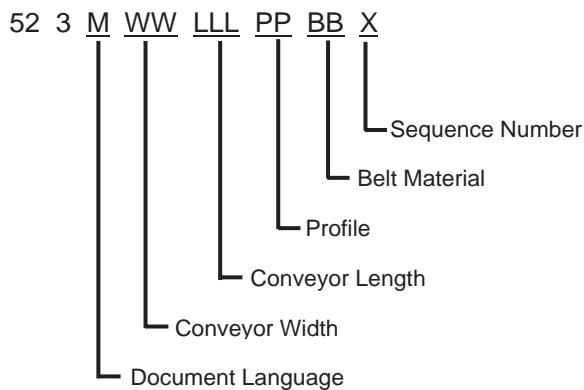 52 3 M WW LLL PP BB X
Sequence Number
Belt Material
Profile
Conveyor Length
Conveyor Width
Document Language